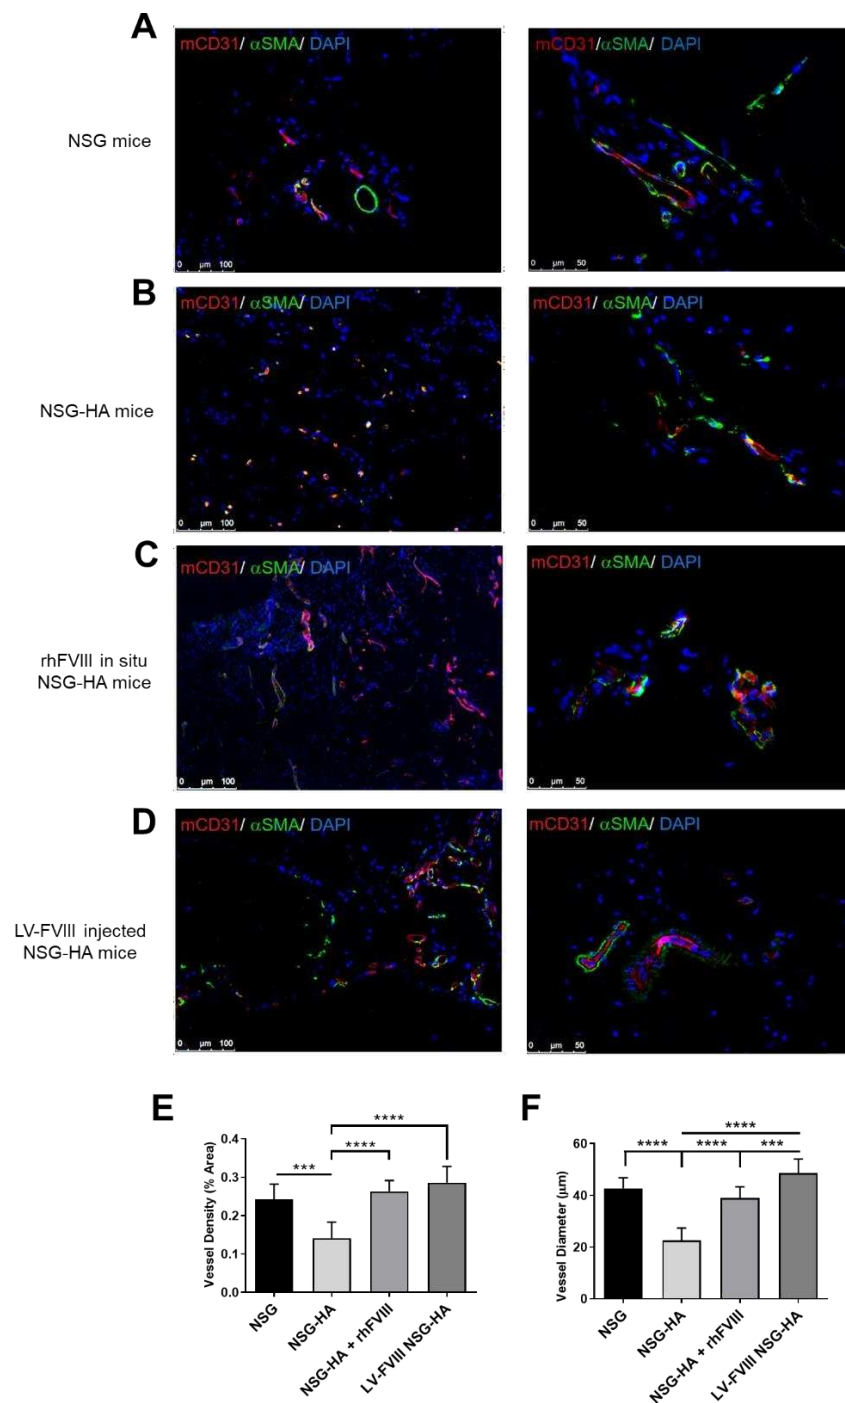 A
mCD31/ αSMA/ DAPI
mCD31/αSMA/ DAPI
NSG mice
0 µm 100
0 µm 50
B
mCD31/ αSMA/ DAPI
mCD31/ αSMA/ DAPI
NSG-HA mice
0 µm 100
0 µm 50
C
mCD31/ αSMA/ DAPI
mCD31/ αSMA/ DAPI
rhFVIII in situ
NSG-HA mice
0 µm 100
0 µm 50
D
mCD31/ αSMA/ DAPI
mCD31/ αSMA/ DAPI
LV-FVIII injected
NSG-HA mice
0 µm 100
0 µm 50
E
Vessel Density (% Area)
0.4
0.3
0.2
0.1
0.0
***
****
****
NSG
NSG-HA
NSG-HA + rhFVIII
LV-FVIII NSG-HA
F
Vessel Diameter (µm)
60
40
20
0
****
****
****
***
NSG
NSG-HA
NSG-HA + rhFVIII
LV-FVIII NSG-HA